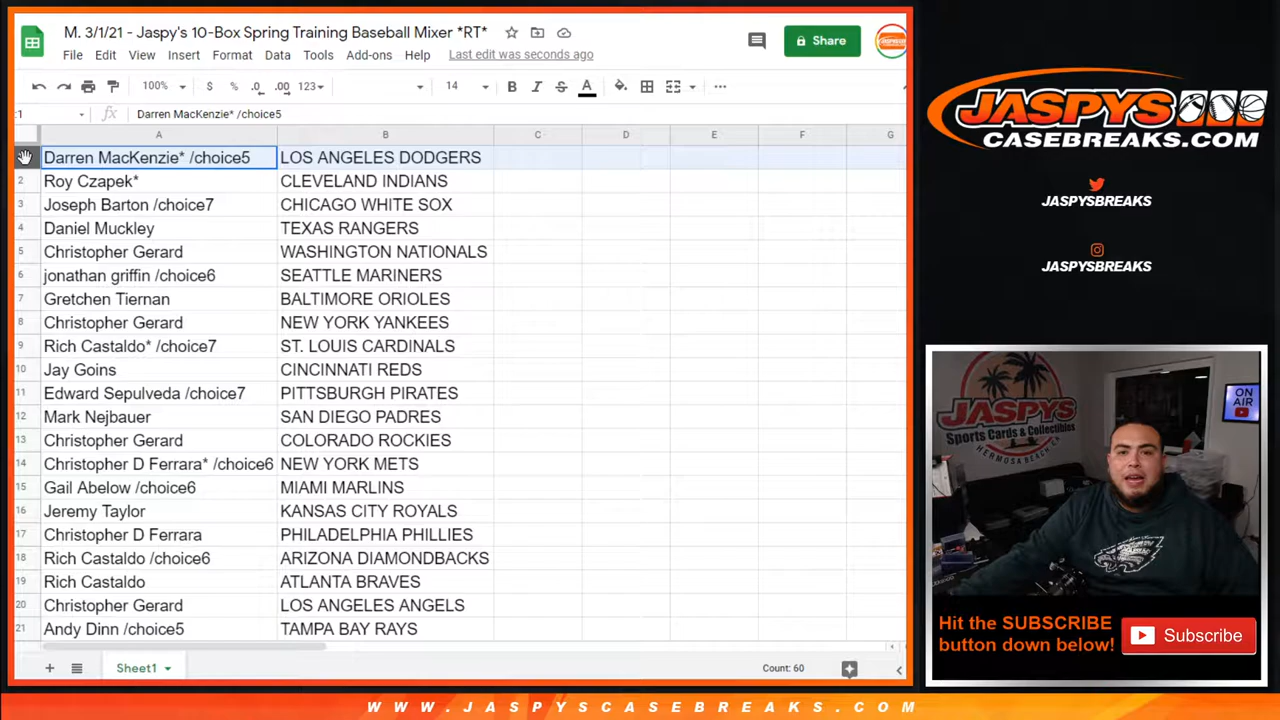 M. 3/1/21 - Jaspy's 10-Box Spring Training Baseball Mixer *RT*
File Edit View Insert Format Data Tools Add-ons Help Last edit was seconds ago
Share
100% $ % .0 .00 123 14 B I S A
:1 fx Darren MacKenzie* /choice5
A B C D E F G
Darren MacKenzie* /choice5 LOS ANGELES DODGERS
2 Roy Czapek* CLEVELAND INDIANS
3 Joseph Barton /choice7 CHICAGO WHITE SOX
4 Daniel Muckley TEXAS RANGERS
5 Christopher Gerard WASHINGTON NATIONALS
6 jonathan griffin /choice6 SEATTLE MARINERS
7 Gretchen Tiernan BALTIMORE ORIOLES
8 Christopher Gerard NEW YORK YANKEES
9 Rich Castaldo* /choice7 ST. LOUIS CARDINALS
10 Jay Goins CINCINNATI REDS
11 Edward Sepulveda /choice7 PITTSBURGH PIRATES
12 Mark Nejbauer SAN DIEGO PADRES
13 Christopher Gerard COLORADO ROCKIES
14 Christopher D Ferrara* /choice6 NEW YORK METS
15 Gail Abelow /choice6 MIAMI MARLINS
16 Jeremy Taylor KANSAS CITY ROYALS
17 Christopher D Ferrara PHILADELPHIA PHILLIES
18 Rich Castaldo /choice6 ARIZONA DIAMONDBACKS
19 Rich Castaldo ATLANTA BRAVES
20 Christopher Gerard LOS ANGELES ANGELS
21 Andy Dinn /choice5 TAMPA BAY RAYS
Sheet1 Count: 60
JASPYS
CASEBREAKS.COM
JASPYSBREAKS
JASPYSBREAKS
JASPYS
Sports Cards & Collectibles
HERMOSA BEACH, CA
ON
AIR
Hit the SUBSCRIBE
button down below!
Subscribe
WWW.JASPYSCASEBREAKS.COM